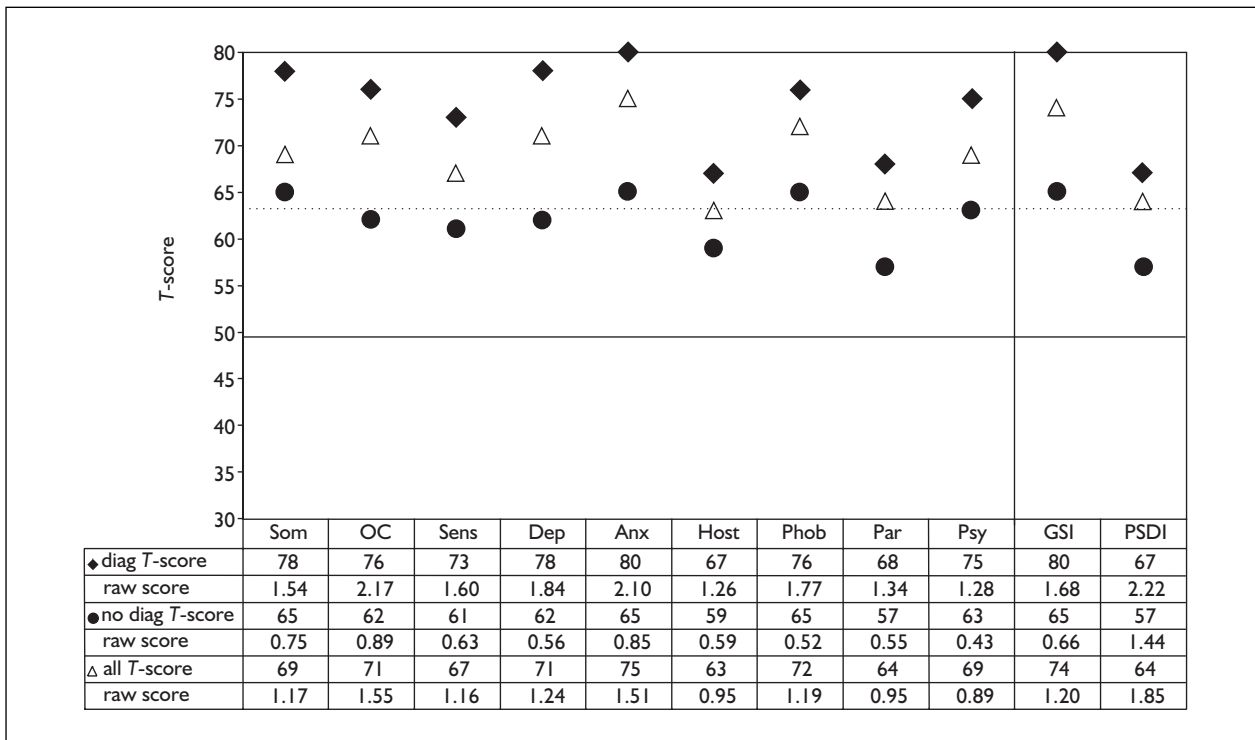 T-score
80
75
70
65
60
55
50
45
40
35
30
Som OC Sens Dep Anx Host Phob Par Psy GSI PSDI
diag T-score 78 76 73 78 80 67 76 68 75 80 67
raw score 1.54 2.17 1.60 1.84 2.10 1.26 1.77 1.34 1.28 1.68 2.22
no diag T-score 65 62 61 62 65 59 65 57 63 65 57
raw score 0.75 0.89 0.63 0.56 0.85 0.59 0.52 0.55 0.43 0.66 1.44
all T-score 69 71 67 71 75 63 72 64 69 74 64
raw score 1.17 1.55 1.16 1.24 1.51 0.95 1.19 0.95 0.89 1.20 1.85